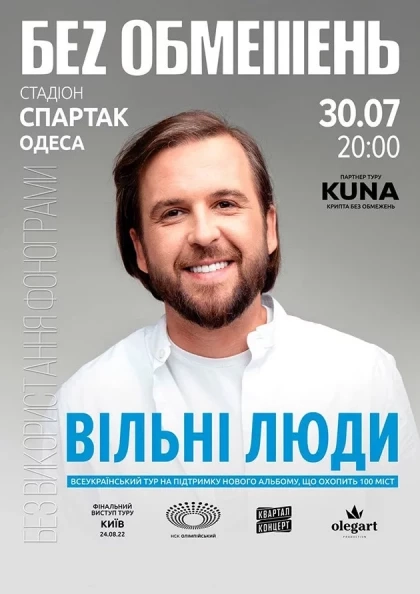 БЕZ ОБМЕЖЕНЬ
СТАДІОН
СПАРТАК
ОДЕСА
30.07
20:00
ПАРТНЕР ТУРУ
KUNA
КРИПТА БЕЗ ОБМЕЖЕНЬ
БЕЗ ВИКОРИСТАННЯ ФОНОГРАМИ
ВІЛЬНІ ЛЮДИ
ВСЕУКРАЇНСЬКИЙ ТУР НА ПІДТРИМКУ НОВОГО АЛЬБОМУ, ЩО ОХОПИТЬ 100 МІСТ
ФІНАЛЬНИЙ
ВИСТУП ТУРУ
КИЇВ
24.08.22
НСК ОЛІМПІЙСЬКИЙ
КВАРТАЛ
КОНЦЕРТ
olegart
PRODUCTION